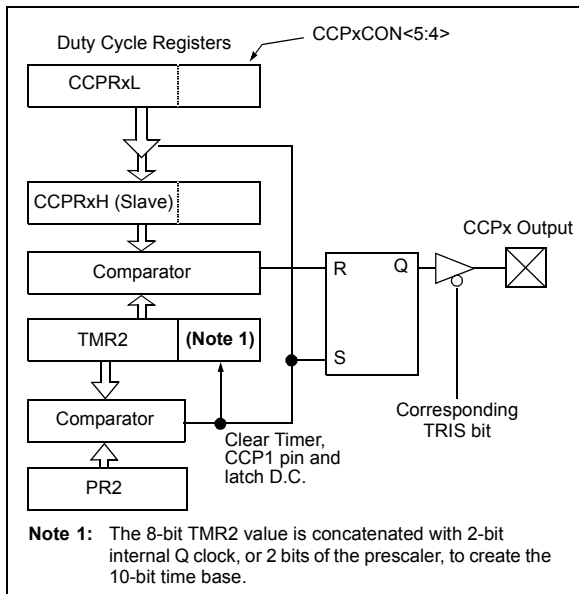 Duty Cycle Registers
CCPxCON<5:4>
CCPRxL
CCPRxH (Slave)
CCPx Output
Comparator
R
Q
TMR2
(Note 1)
S
Comparator
Corresponding
TRIS bit
Clear Timer,
CCP1 pin and
latch D.C.
PR2
Note 1: The 8-bit TMR2 value is concatenated with 2-bit
internal Q clock, or 2 bits of the prescaler, to create the
10-bit time base.